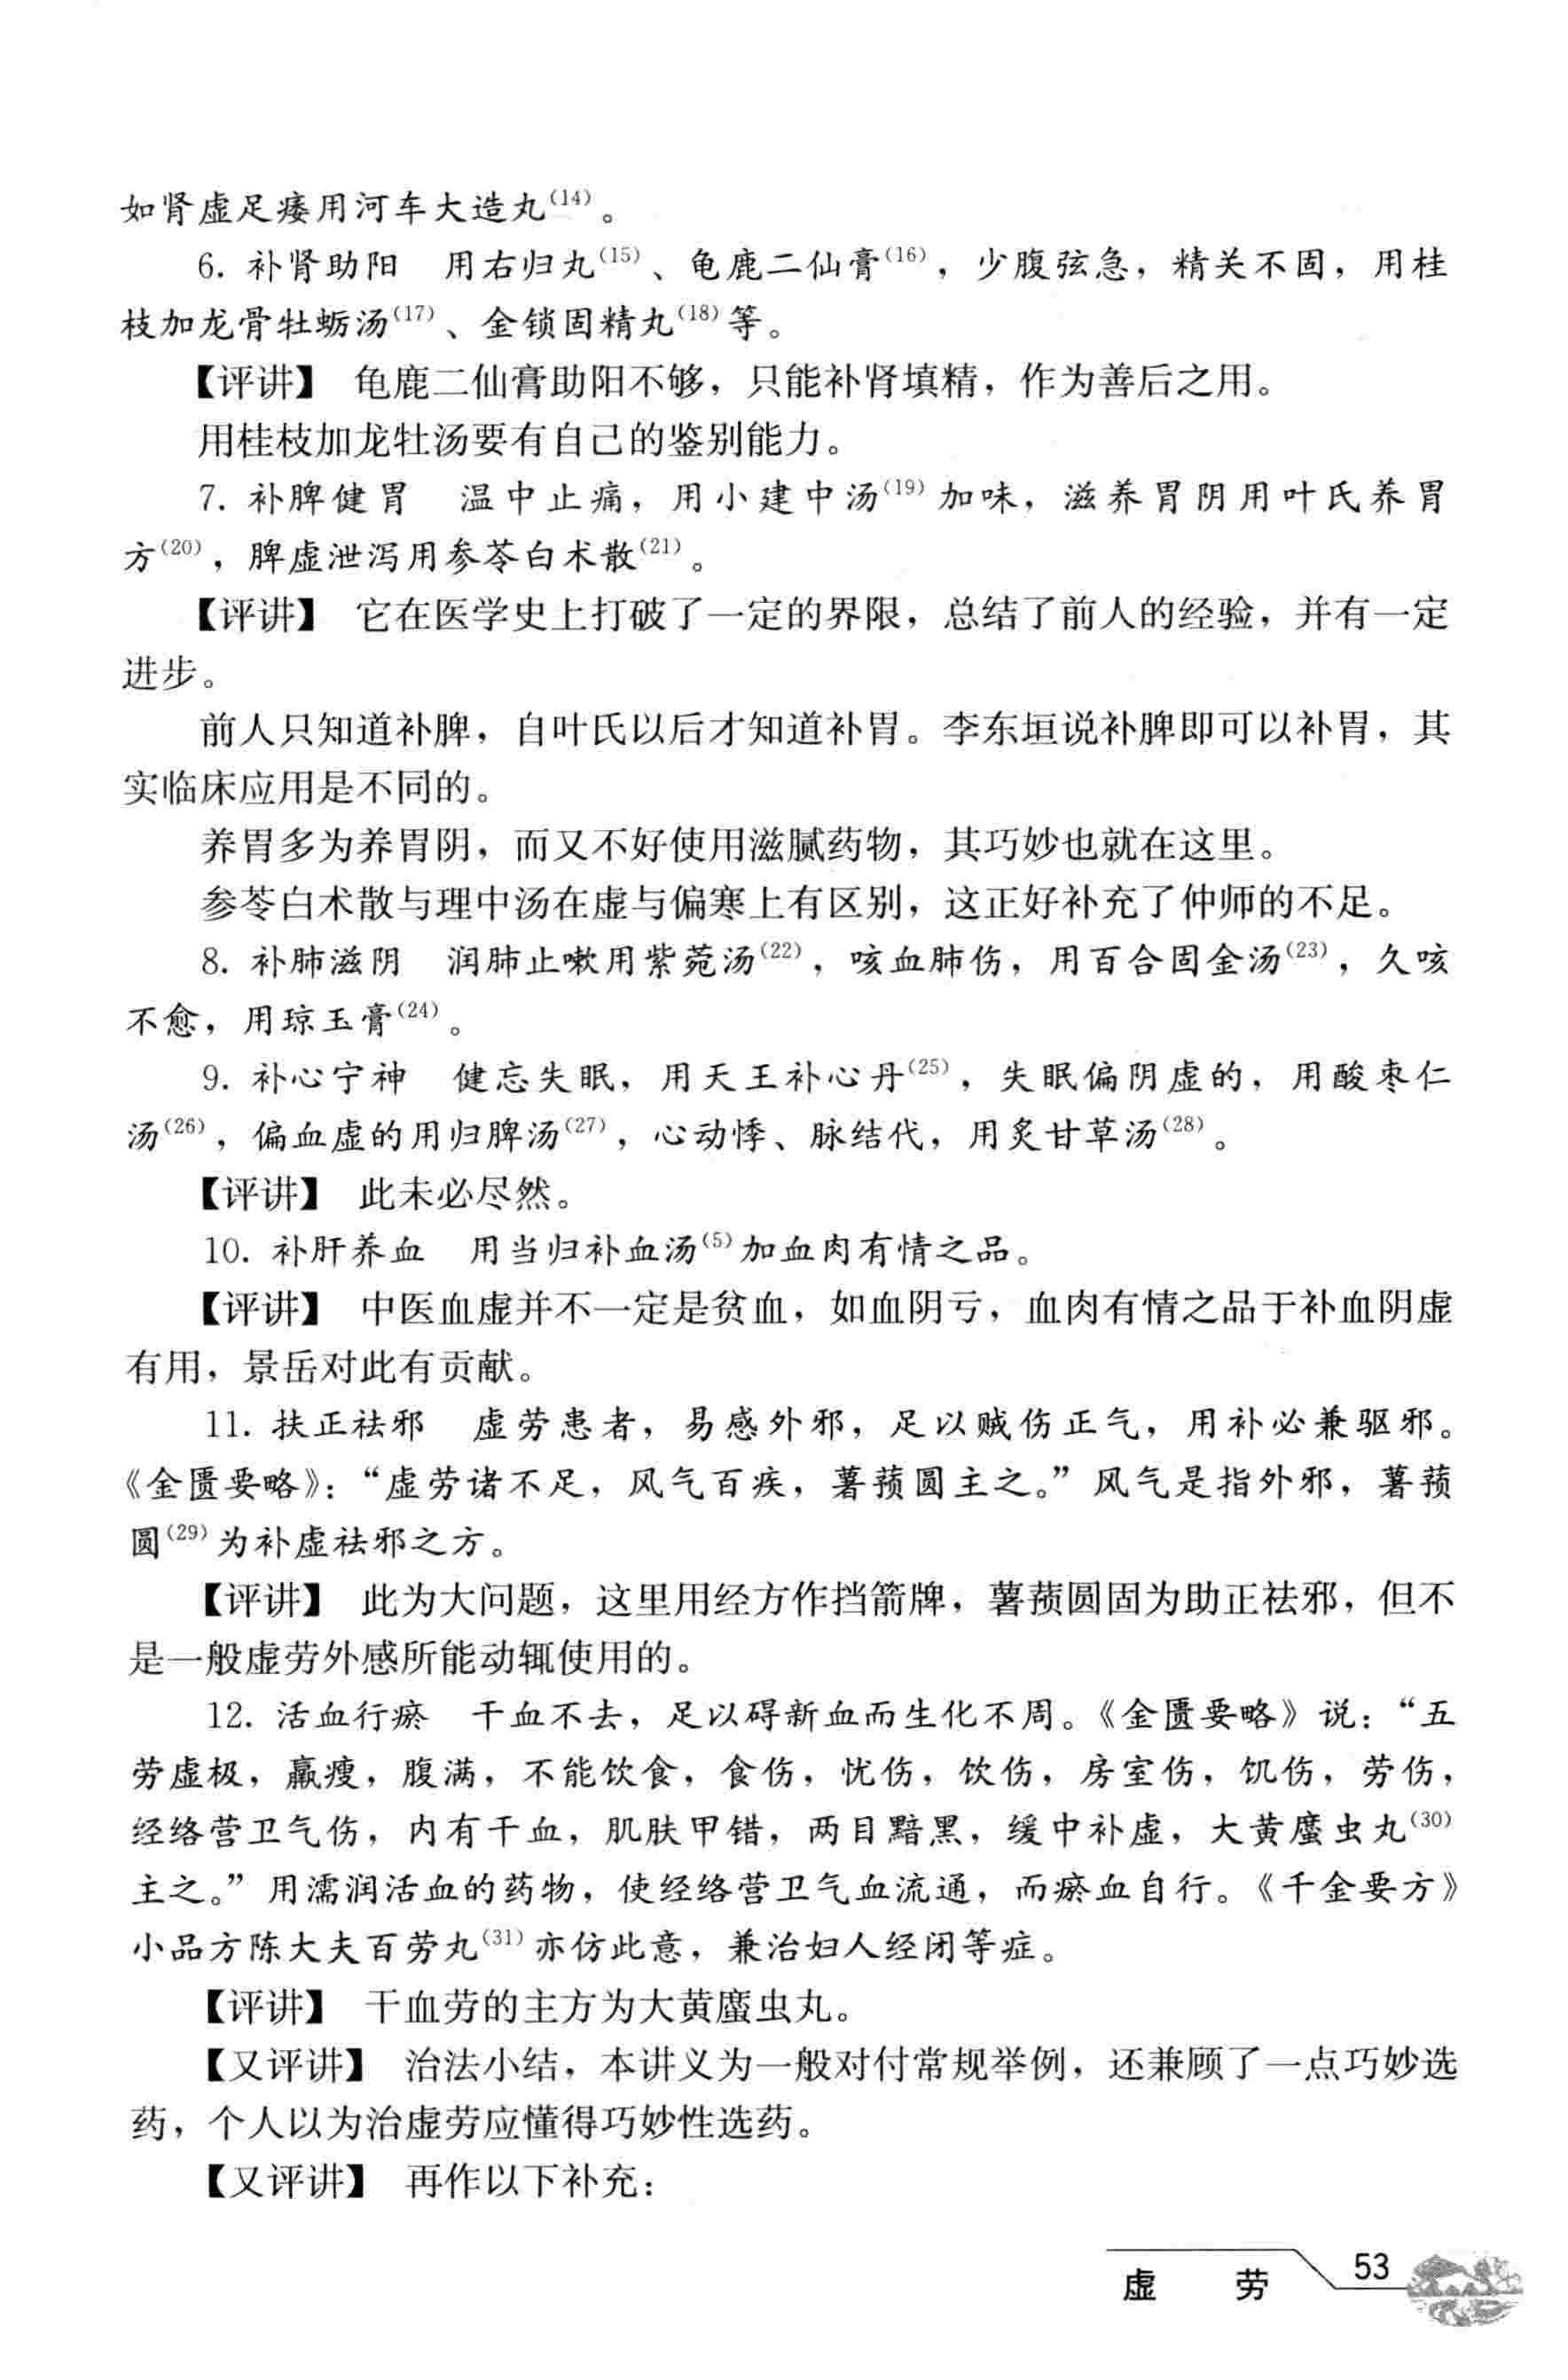 如肾虚足痿用河车大造丸(14)。
6. 补肾助阳　用右归丸(15)、龟鹿二仙膏(16)，少腹弦急，精关不固，用桂
枝加龙骨牡蛎汤(17)、金锁固精丸(18)等。
【评讲】 龟鹿二仙膏助阳不够，只能补肾填精，作为善后之用。
用桂枝加龙牡汤要有自己的鉴别能力。
7. 补脾健胃　温中止痛，用小建中汤(19)加味，滋养胃阴用叶氏养胃
方(20)，脾虚泄泻用参苓白术散(21)。
【评讲】 它在医学史上打破了一定的界限，总结了前人的经验，并有一定
进步。
前人只知道补脾，自叶氏以后才知道补胃。李东垣说补脾即可以补胃，其
实临床应用是不同的。
养胃多为养胃阴，而又不好使用滋腻药物，其巧妙也就在这里。
参苓白术散与理中汤在虚与偏寒上有区别，这正好补充了仲师的不足。
8. 补肺滋阴　润肺止嗽用紫菀汤(22)，咳血肺伤，用百合固金汤(23)，久咳
不愈，用琼玉膏(24)。
9. 补心宁神　健忘失眠，用天王补心丹(25)，失眠偏阴虚的，用酸枣仁
汤(26)，偏血虚的用归脾汤(27)，心动悸、脉结代，用炙甘草汤(28)。
【评讲】 此未必尽然。
10. 补肝养血　用当归补血汤(5)加血肉有情之品。
【评讲】 中医血虚并不一定是贫血，如血阴亏，血肉有情之品于补血阴虚
有用，景岳对此有贡献。
11. 扶正祛邪　虚劳患者，易感外邪，足以贼伤正气，用补必兼驱邪。
《金匮要略》：“虚劳诸不足，风气百疾，薯蓣圆主之。”风气是指外邪，薯蓣
圆(29)为补虚祛邪之方。
【评讲】 此为大问题，这里用经方作挡箭牌，薯蓣圆固为助正祛邪，但不
是一般虚劳外感所能动辄使用的。
12. 活血行瘀　干血不去，足以碍新血而生化不周。《金匮要略》说：“五
劳虚极，羸瘦，腹满，不能饮食，食伤，忧伤，饮伤，房室伤，饥伤，劳伤，
经络营卫气伤，内有干血，肌肤甲错，两目黯黑，缓中补虚，大黄䗪虫丸(30)
主之。”用濡润活血的药物，使经络营卫气血流通，而瘀血自行。《千金要方》
小品方陈大夫百劳丸(31)亦仿此意，兼治妇人经闭等症。
【评讲】 干血劳的主方为大黄䗪虫丸。
【又评讲】 治法小结，本讲义为一般对付常规举例，还兼顾了一点巧妙选
药，个人以为治虚劳应懂得巧妙性选药。
【又评讲】 再作以下补充：
虚　劳 53